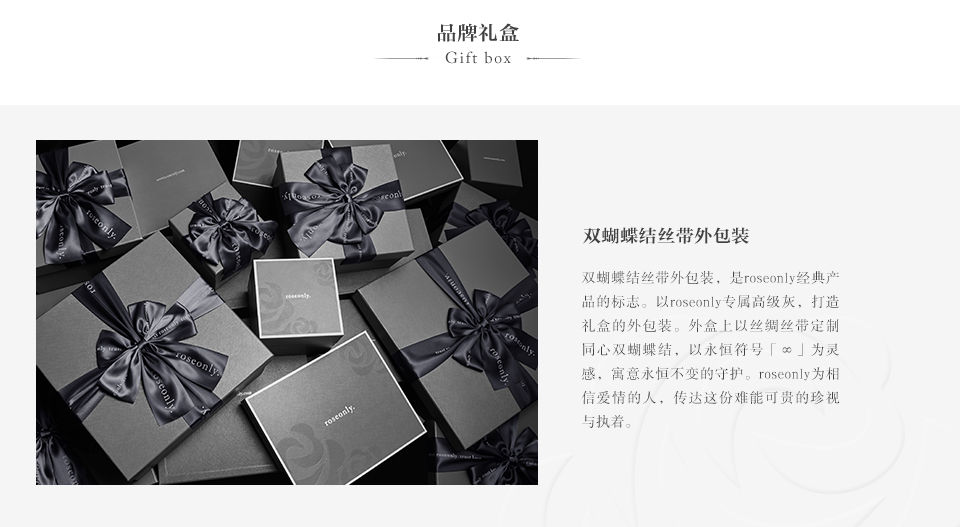 品牌礼盒
Gift box
双蝴蝶结丝带外包装
双蝴蝶结丝带外包装，是roseonly经典产
品的标志。以roseonly专属高级灰，打造
礼盒的外包装。外盒上以丝绸丝带定制
同心双蝴蝶结，以永恒符号「∞」为灵
感，寓意永恒不变的守护。roseonly为相
信爱情的人，传达这份难能可贵的珍视
与执着。
roseonly.
roseonly.
roseonly.
roseonly.
roseonly.